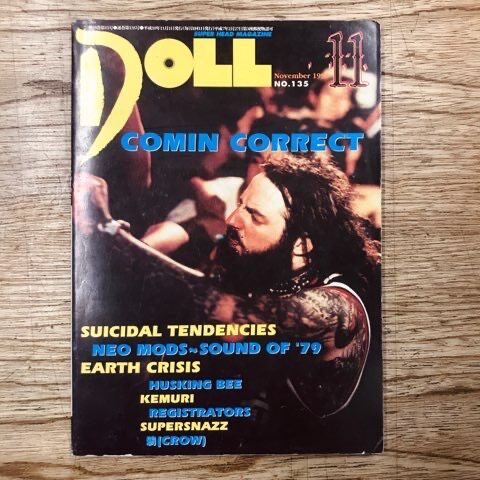 SUPER HEAD MAGAZINE
DOLL
November 19
11
NO.135
COMIN CORRECT
SUICIDAL TENDENCIES
NEO MODS~SOUND OF '79
EARTH CRISIS
HUSKING BEE
KEMURI
REGISTRATORS
SUPERSNAZZ
(CROW)